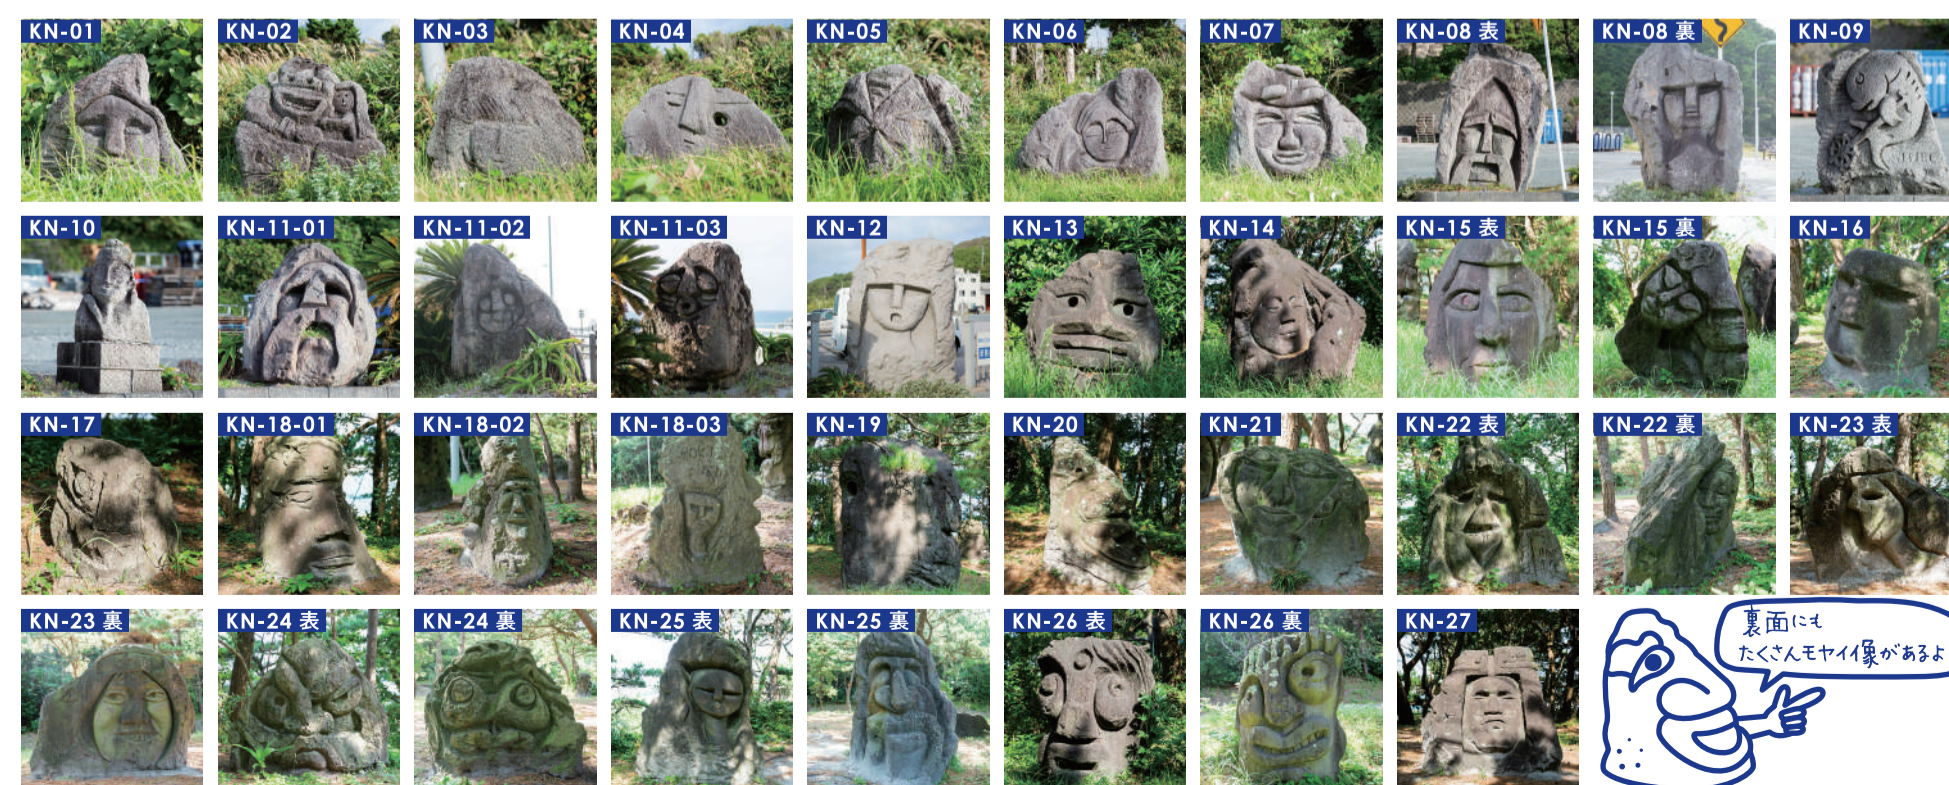 KN-01
KN-02
KN-03
KN-04
KN-05
KN-06
KN-07
KN-08 表
KN-08 裏
KN-09
KN-10
KN-11-01
KN-11-02
KN-11-03
KN-12
KN-13
KN-14
KN-15 表
KN-15 裏
KN-16
KN-17
KN-18-01
KN-18-02
KN-18-03
KN-19
KN-20
KN-21
KN-22 表
KN-22 裏
KN-23 表
KN-23 裏
KN-24 表
KN-24 裏
KN-25 表
KN-25 裏
KN-26 表
KN-26 裏
KN-27
裏面にも
たくさんモヤイ像があるよ